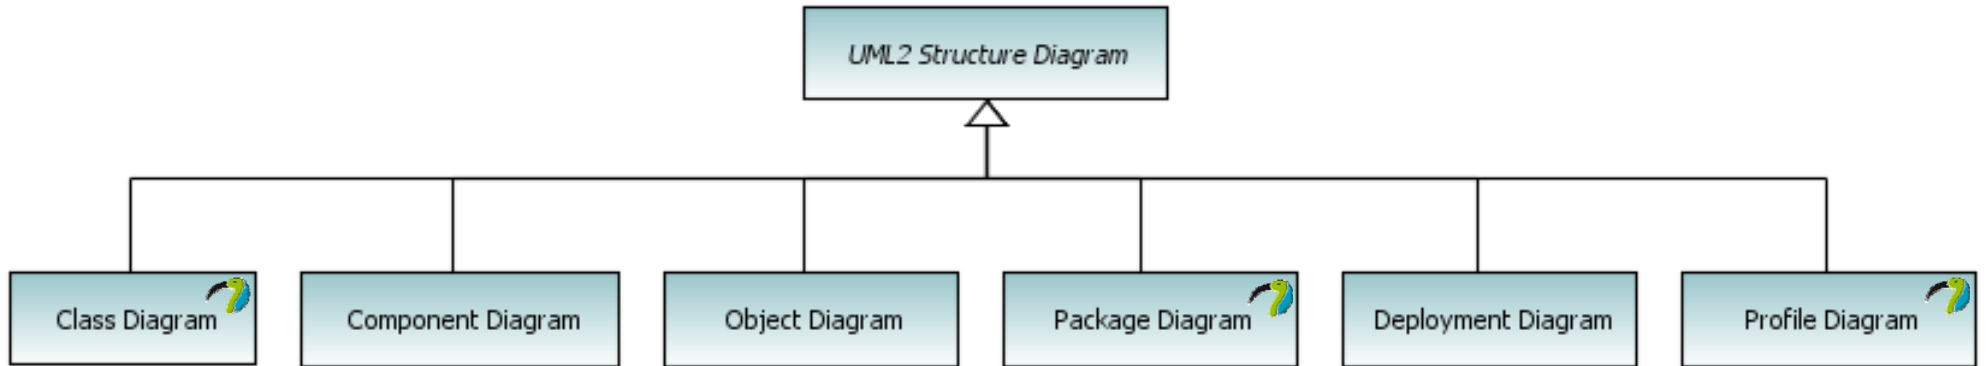 UML2 Structure Diagram
Class Diagram
Component Diagram
Object Diagram
Package Diagram
Deployment Diagram
Profile Diagram